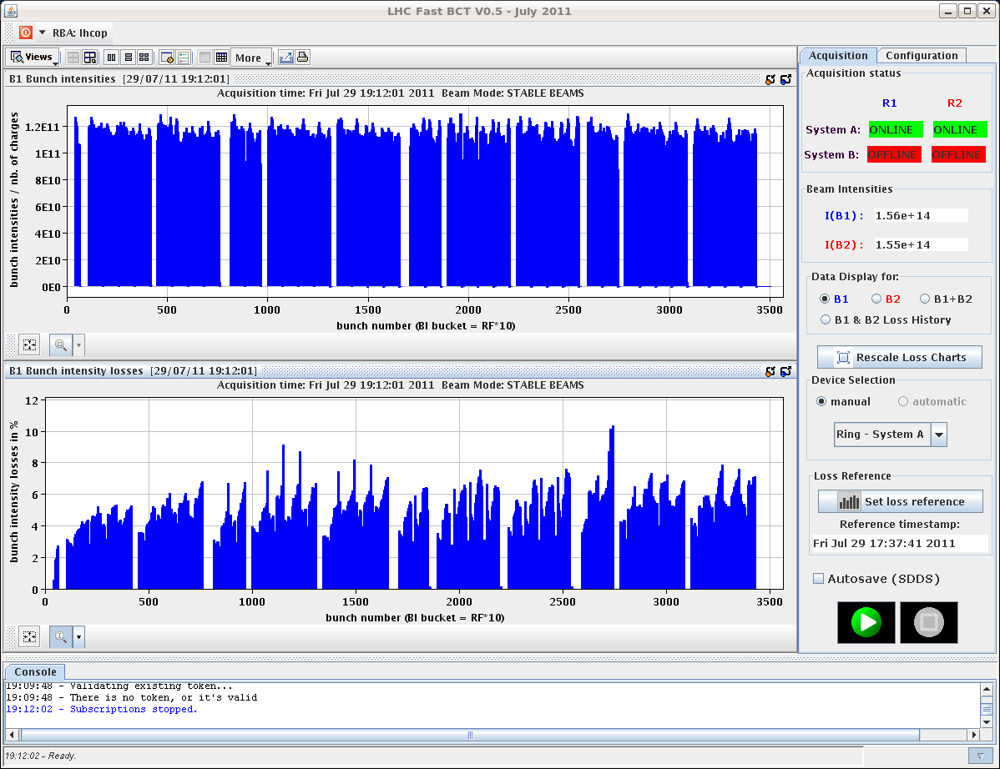 LHC Fast BCT V0.5 - July 2011
RBA: lhcop
Views
More
B1 Bunch intensities [29/07/11 19:12:01]
Acquisition time: Fri Jul 29 19:12:01 2011 Beam Mode: STABLE BEAMS
bunch intensities / nb. of charges
1.2E11
1E11
8E10
6E10
4E10
2E10
0E0
0 500 1000 1500 2000 2500 3000 3500
bunch number (BI bucket = RF*10)
B1 Bunch intensity losses [29/07/11 19:12:01]
Acquisition time: Fri Jul 29 19:12:01 2011 Beam Mode: STABLE BEAMS
bunch intensity losses in %
12
10
8
6
4
2
0
0 500 1000 1500 2000 2500 3000 3500
bunch number (BI bucket = RF*10)
Acquisition Configuration
Acquisition status
R1 R2
System A: ONLINE ONLINE
System B: OFFLINE OFFLINE
Beam Intensities
I(B1) : 1.56e+14
I(B2) : 1.55e+14
Data Display for:
B1 B2 B1+B2
B1 & B2 Loss History
Rescale Loss Charts
Device Selection
manual automatic
Ring - System A
Loss Reference
Set loss reference
Reference timestamp:
Fri Jul 29 17:37:41 2011
Autosave (SDDS)
Console
19:09:48 - Validating existing token...
19:09:48 - There is no token, or it's valid
19:12:02 - Subscriptions stopped.
19:12:02 - Ready.